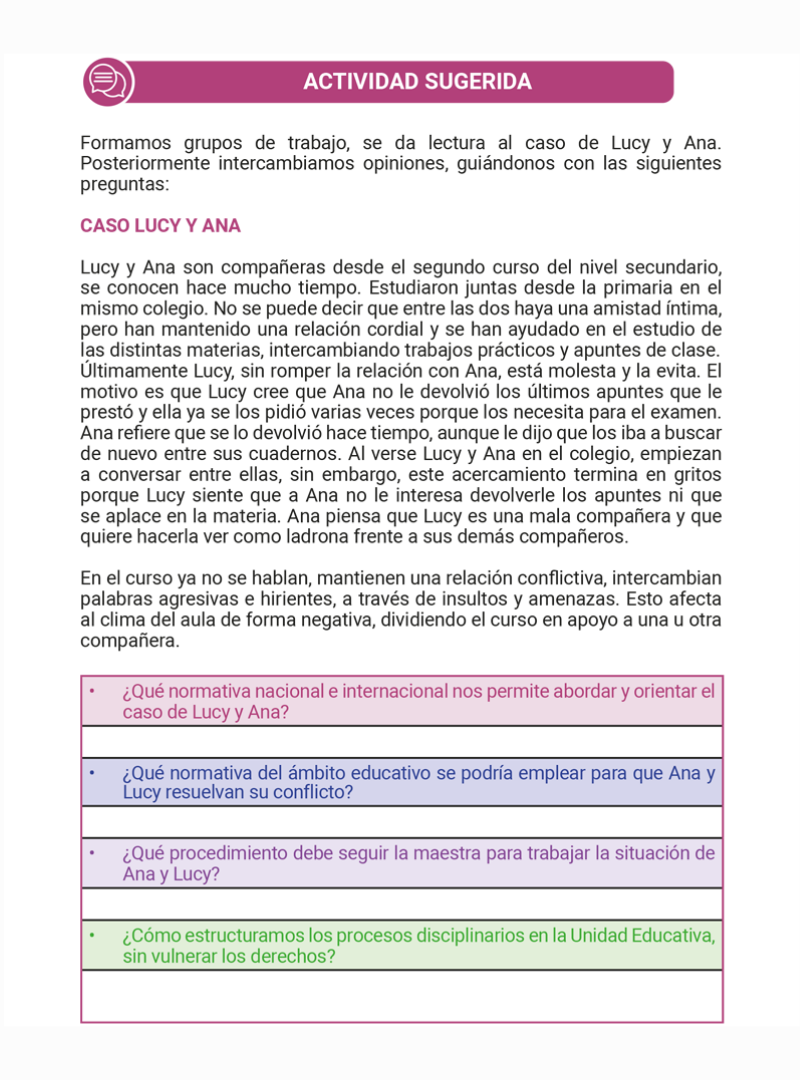 ACTIVIDAD SUGERIDA
Formamos grupos de trabajo, se da lectura al caso de Lucy y Ana.
Posteriormente intercambiamos opiniones, guiándonos con las siguientes
preguntas:
CASO LUCY Y ANA
Lucy y Ana son compañeras desde el segundo curso del nivel secundario,
se conocen hace mucho tiempo. Estudiaron juntas desde la primaria en el
mismo colegio. No se puede decir que entre las dos haya una amistad íntima,
pero han mantenido una relación cordial y se han ayudado en el estudio de
las distintas materias, intercambiando trabajos prácticos y apuntes de clase.
Últimamente Lucy, sin romper la relación con Ana, está molesta y la evita. El
motivo es que Lucy cree que Ana no le devolvió los últimos apuntes que le
prestó y ella ya se los pidió varias veces porque los necesita para el examen.
Ana refiere que se lo devolvió hace tiempo, aunque le dijo que los iba a buscar
de nuevo entre sus cuadernos. Al verse Lucy y Ana en el colegio, empiezan
a conversar entre ellas, sin embargo, este acercamiento termina en gritos
porque Lucy siente que a Ana no le interesa devolverle los apuntes ni que
se aplace en la materia. Ana piensa que Lucy es una mala compañera y que
quiere hacerla ver como ladrona frente a sus demás compañeros.
En el curso ya no se hablan, mantienen una relación conflictiva, intercambian
palabras agresivas e hirientes, a través de insultos y amenazas. Esto afecta
al clima del aula de forma negativa, dividiendo el curso en apoyo a una u otra
compañera.
• ¿Qué normativa nacional e internacional nos permite abordar y orientar el
caso de Lucy y Ana?
• ¿Qué normativa del ámbito educativo se podría emplear para que Ana y
Lucy resuelvan su conflicto?
• ¿Qué procedimiento debe seguir la maestra para trabajar la situación de
Ana y Lucy?
• ¿Cómo estructuramos los procesos disciplinarios en la Unidad Educativa,
sin vulnerar los derechos?